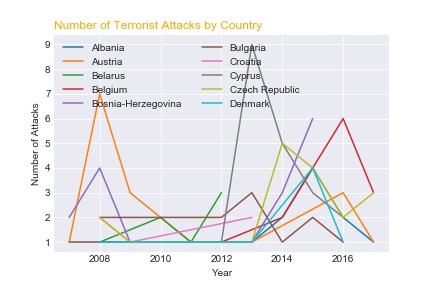 Number of Terrorist Attacks by Country
9
8
7
6
5
4
3
2
1
Number of Attacks
Albania
Austria
Belarus
Belgium
Bosnia-Herzegovina
Bulgaria
Croatia
Cyprus
Czech Republic
Denmark
2008 2010 2012 2014 2016
Year